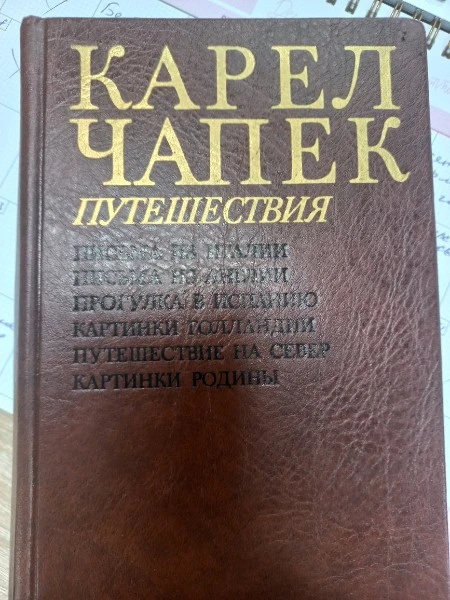 КАРЕЛ
ЧАПЕК
ПУТЕШЕСТВИЯ
ПИСЬМА ИЗ ИТАЛИИ
ПИСЬМА ИЗ АНГЛИИ
ПРОГУЛКА В ИСПАНИЮ
КАРТИНКИ ГОЛЛАНДИИ
ПУТЕШЕСТВИЕ НА СЕВЕР
КАРТИНКИ РОДИНЫ